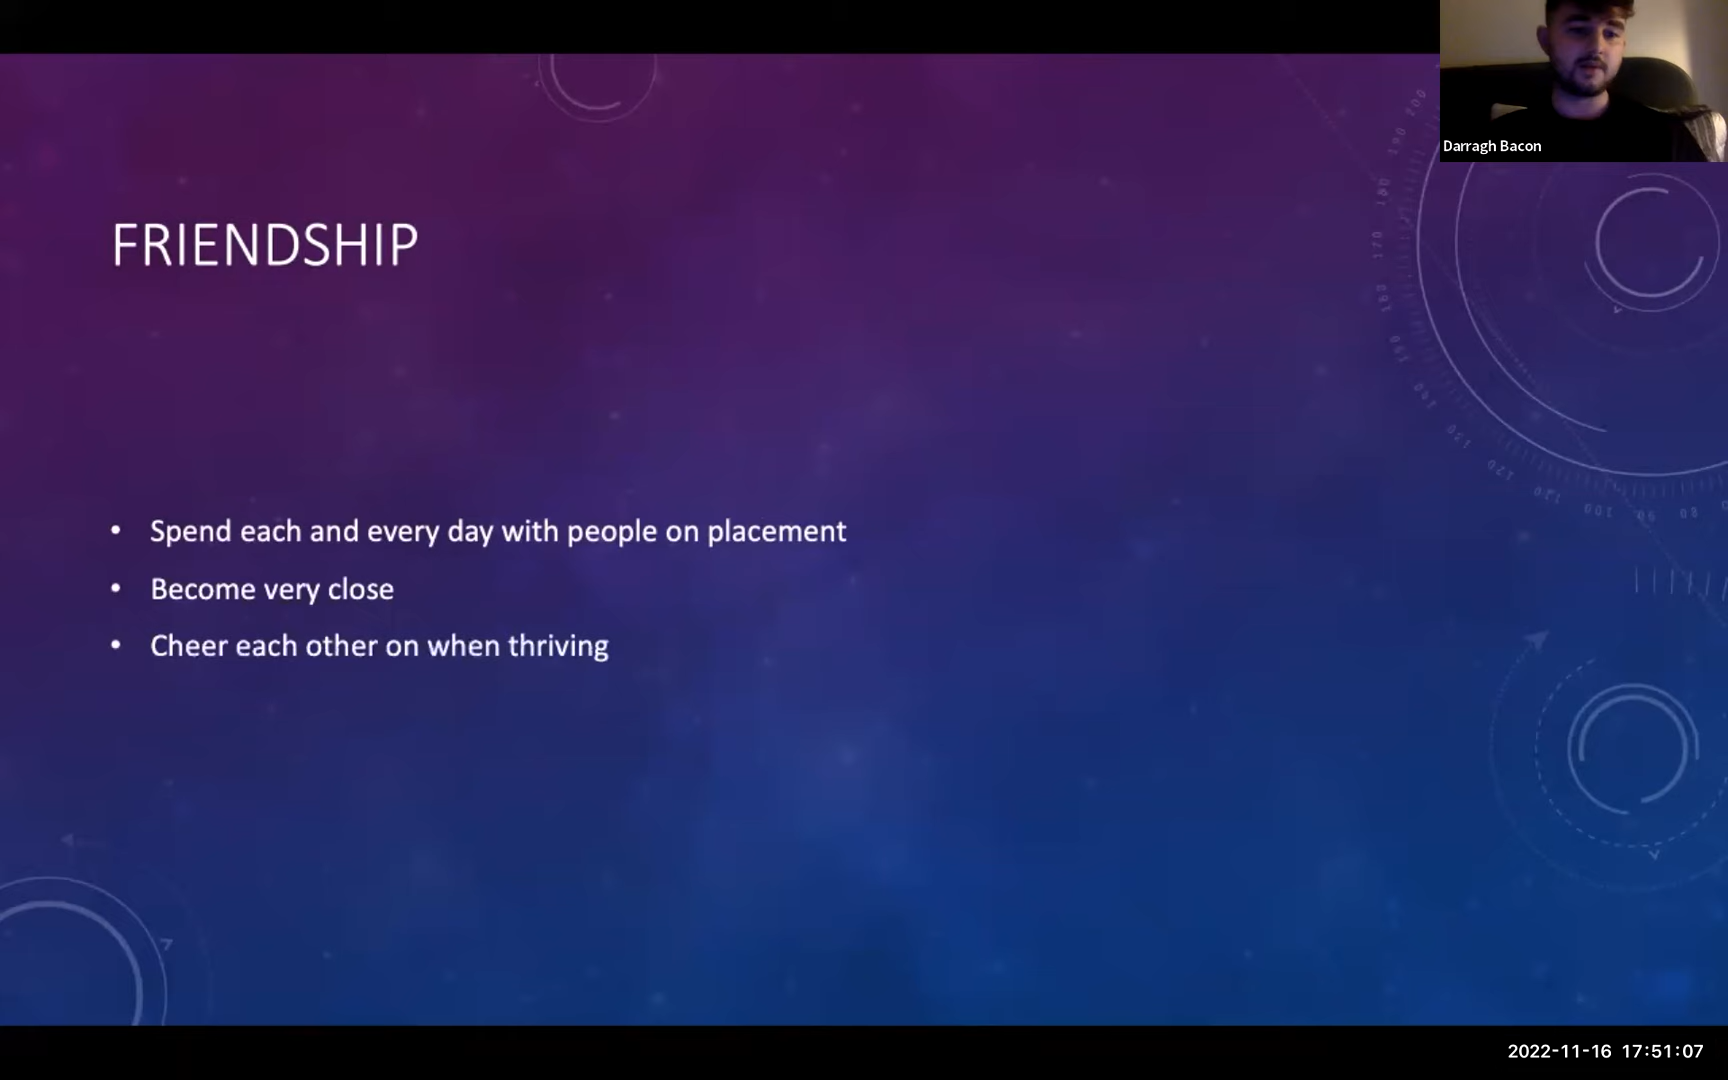 Darragh Bacon
FRIENDSHIP
• Spend each and every day with people on placement
• Become very close
• Cheer each other on when thriving
2022-11-16 17:51:07